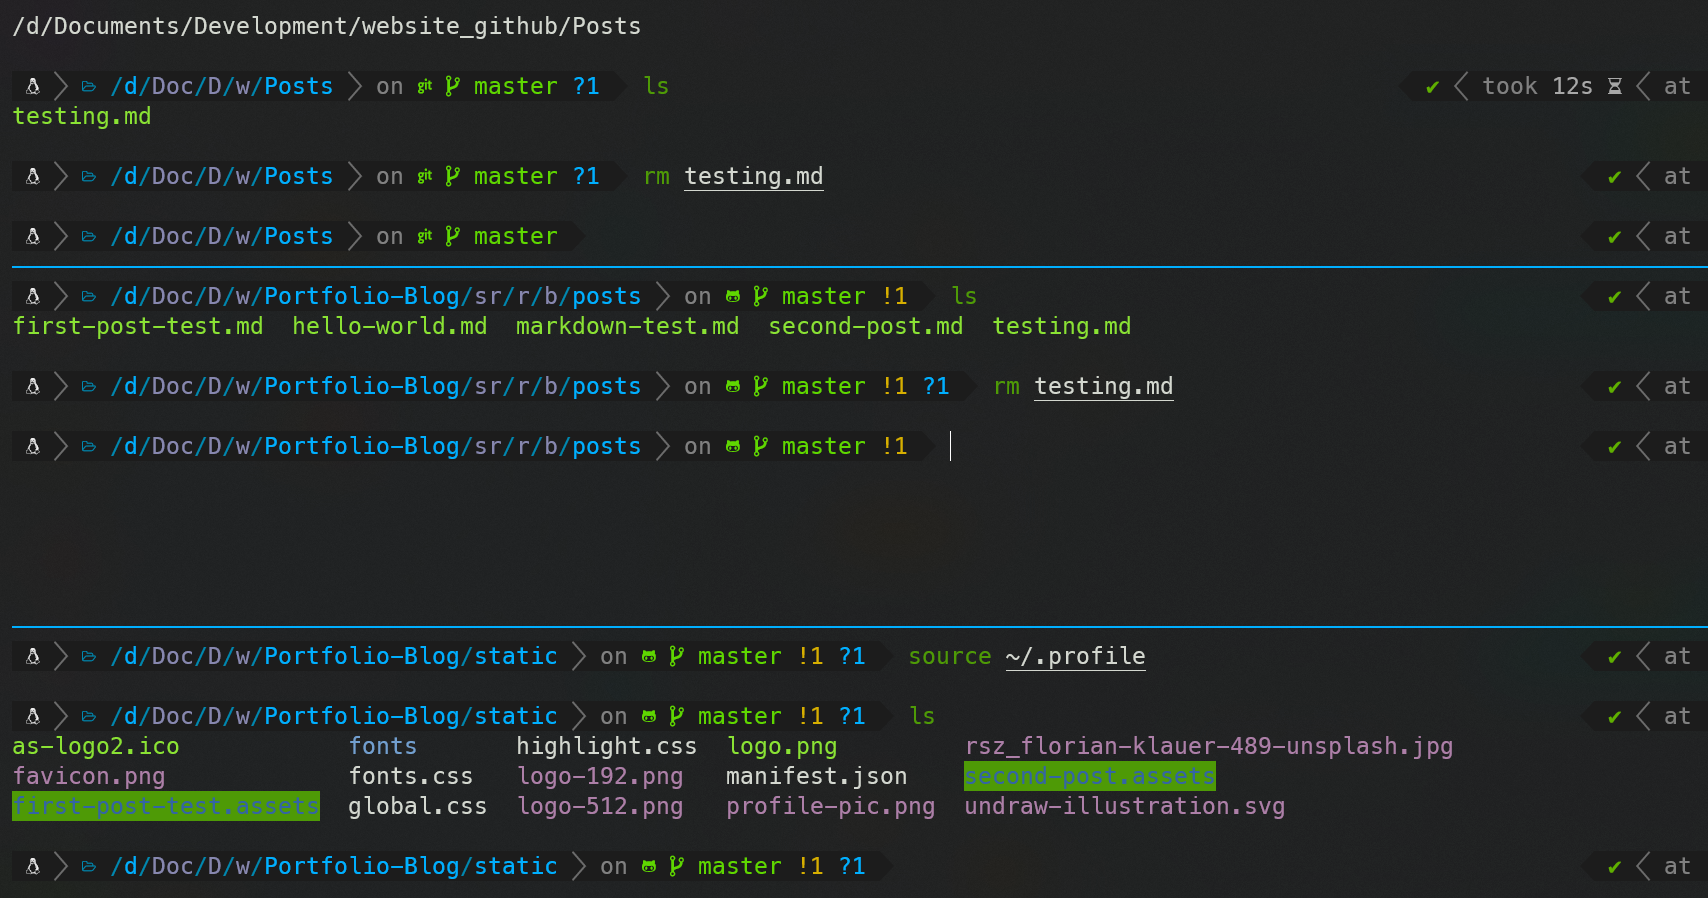 /d/Documents/Development/website_github/Posts
/d/Doc/D/w/Posts on git master ?1 ls ✔ took 12s at
testing.md
/d/Doc/D/w/Posts on git master ?1 rm testing.md ✔ at
/d/Doc/D/w/Posts on git master ✔ at
/d/Doc/D/w/Portfolio-Blog/sr/r/b/posts on master !1 ls ✔ at
first-post-test.md hello-world.md markdown-test.md second-post.md testing.md
/d/Doc/D/w/Portfolio-Blog/sr/r/b/posts on master !1 ?1 rm testing.md ✔ at
/d/Doc/D/w/Portfolio-Blog/sr/r/b/posts on master !1 ✔ at
/d/Doc/D/w/Portfolio-Blog/static on master !1 ?1 source ~/.profile ✔ at
/d/Doc/D/w/Portfolio-Blog/static on master !1 ?1 ls ✔ at
as-logo2.ico fonts highlight.css logo.png rsz_florian-klauer-489-unsplash.jpg
favicon.png fonts.css logo-192.png manifest.json second-post.assets
first-post-test.assets global.css logo-512.png profile-pic.png undraw-illustration.svg
/d/Doc/D/w/Portfolio-Blog/static on master !1 ?1 ✔ at